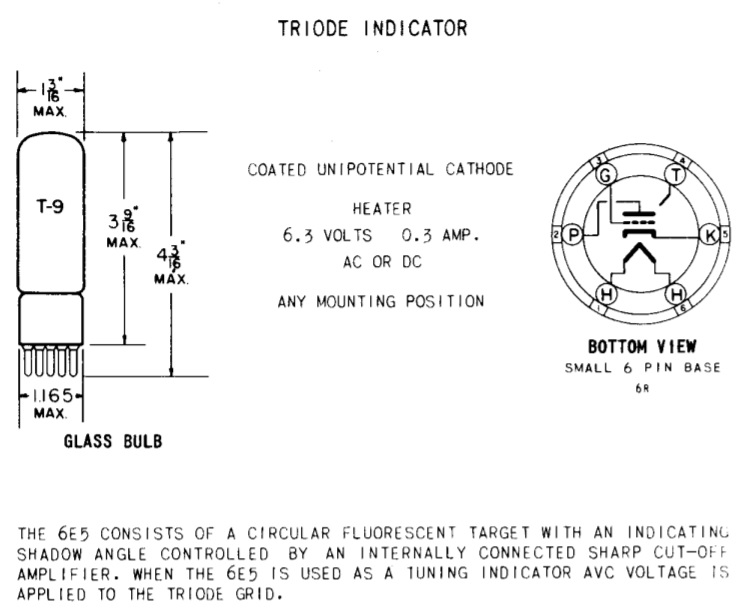 TRIODE INDICATOR
1 3/16"
MAX.
T-9
3 9/16"
MAX.
4 3/16"
MAX.
1.165
MAX.
GLASS BULB
COATED UNIPOTENTIAL CATHODE
HEATER
6.3 VOLTS 0.3 AMP.
AC OR DC
ANY MOUNTING POSITION
3 4
G T
2 P K 5
H H
1 6
BOTTOM VIEW
SMALL 6 PIN BASE
6R
THE 6E5 CONSISTS OF A CIRCULAR FLUORESCENT TARGET WITH AN INDICATING
SHADOW ANGLE CONTROLLED BY AN INTERNALLY CONNECTED SHARP CUT-OFF
AMPLIFIER. WHEN THE 6E5 IS USED AS A TUNING INDICATOR AVC VOLTAGE IS
APPLIED TO THE TRIODE GRID.